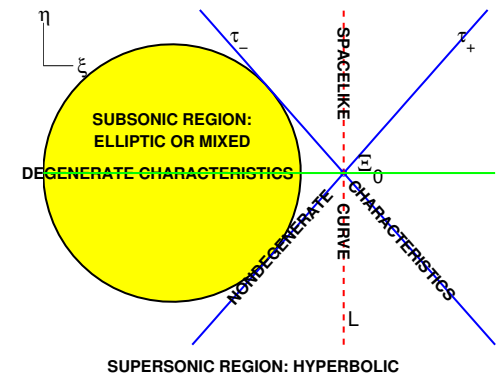 η
ξ
τ−
τ+
SPACELIKE
SUBSONIC REGION:
ELLIPTIC OR MIXED
DEGENERATE CHARACTERISTICS
Ξ0
NONDEGENERATE
CURVE
CHARACTERISTICS
L
SUPERSONIC REGION: HYPERBOLIC